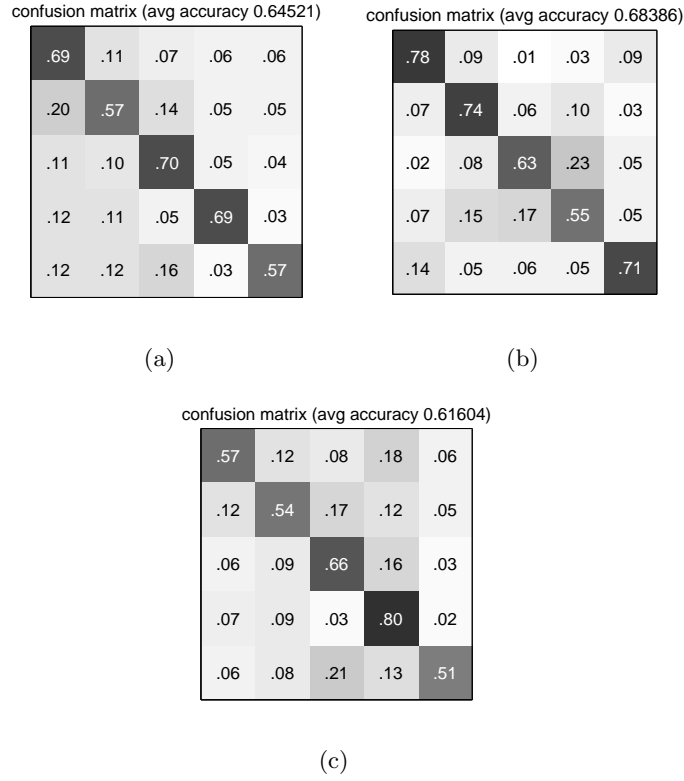 confusion matrix (avg accuracy 0.64521)
.69 .11 .07 .06 .06
.20 .57 .14 .05 .05
.11 .10 .70 .05 .04
.12 .11 .05 .69 .03
.12 .12 .16 .03 .57
(a)
confusion matrix (avg accuracy 0.68386)
.78 .09 .01 .03 .09
.07 .74 .06 .10 .03
.02 .08 .63 .23 .05
.07 .15 .17 .55 .05
.14 .05 .06 .05 .71
(b)
confusion matrix (avg accuracy 0.61604)
.57 .12 .08 .18 .06
.12 .54 .17 .12 .05
.06 .09 .66 .16 .03
.07 .09 .03 .80 .02
.06 .08 .21 .13 .51
(c)